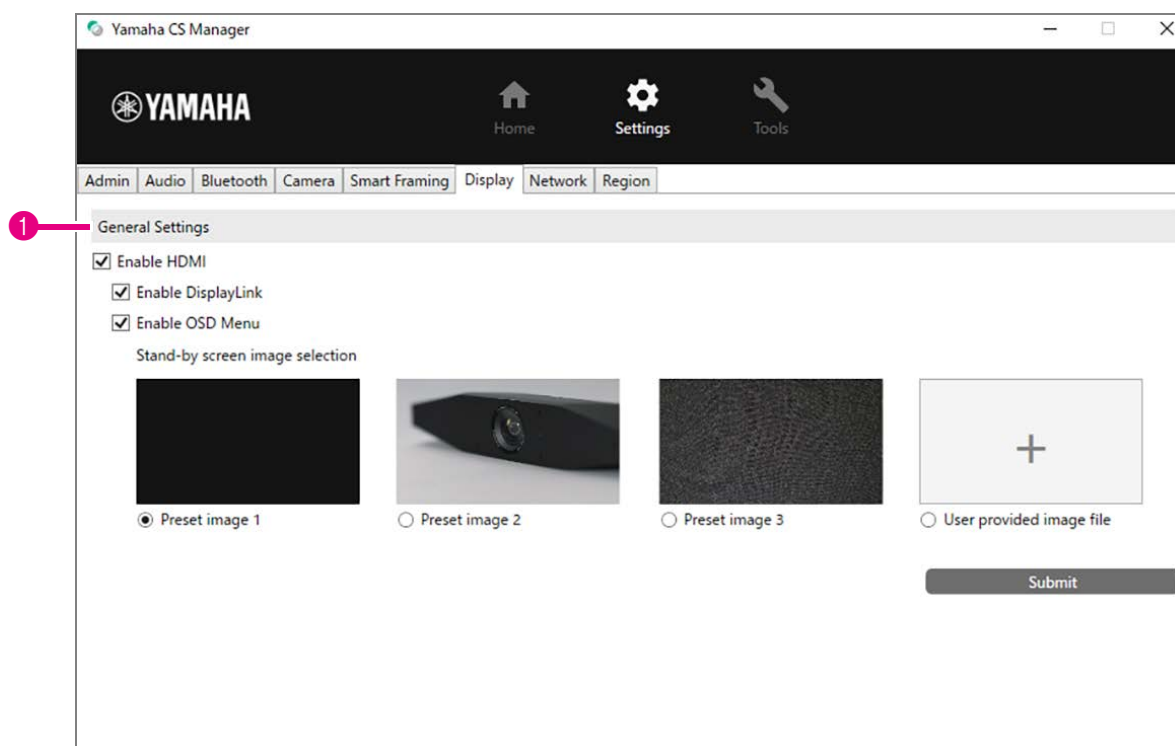 Yamaha CS Manager
YAMAHA
Home Settings Tools
Admin Audio Bluetooth Camera Smart Framing Display Network Region
1 General Settings
Enable HDMI
Enable DisplayLink
Enable OSD Menu
Stand-by screen image selection
Preset image 1 Preset image 2 Preset image 3 User provided image file
Submit